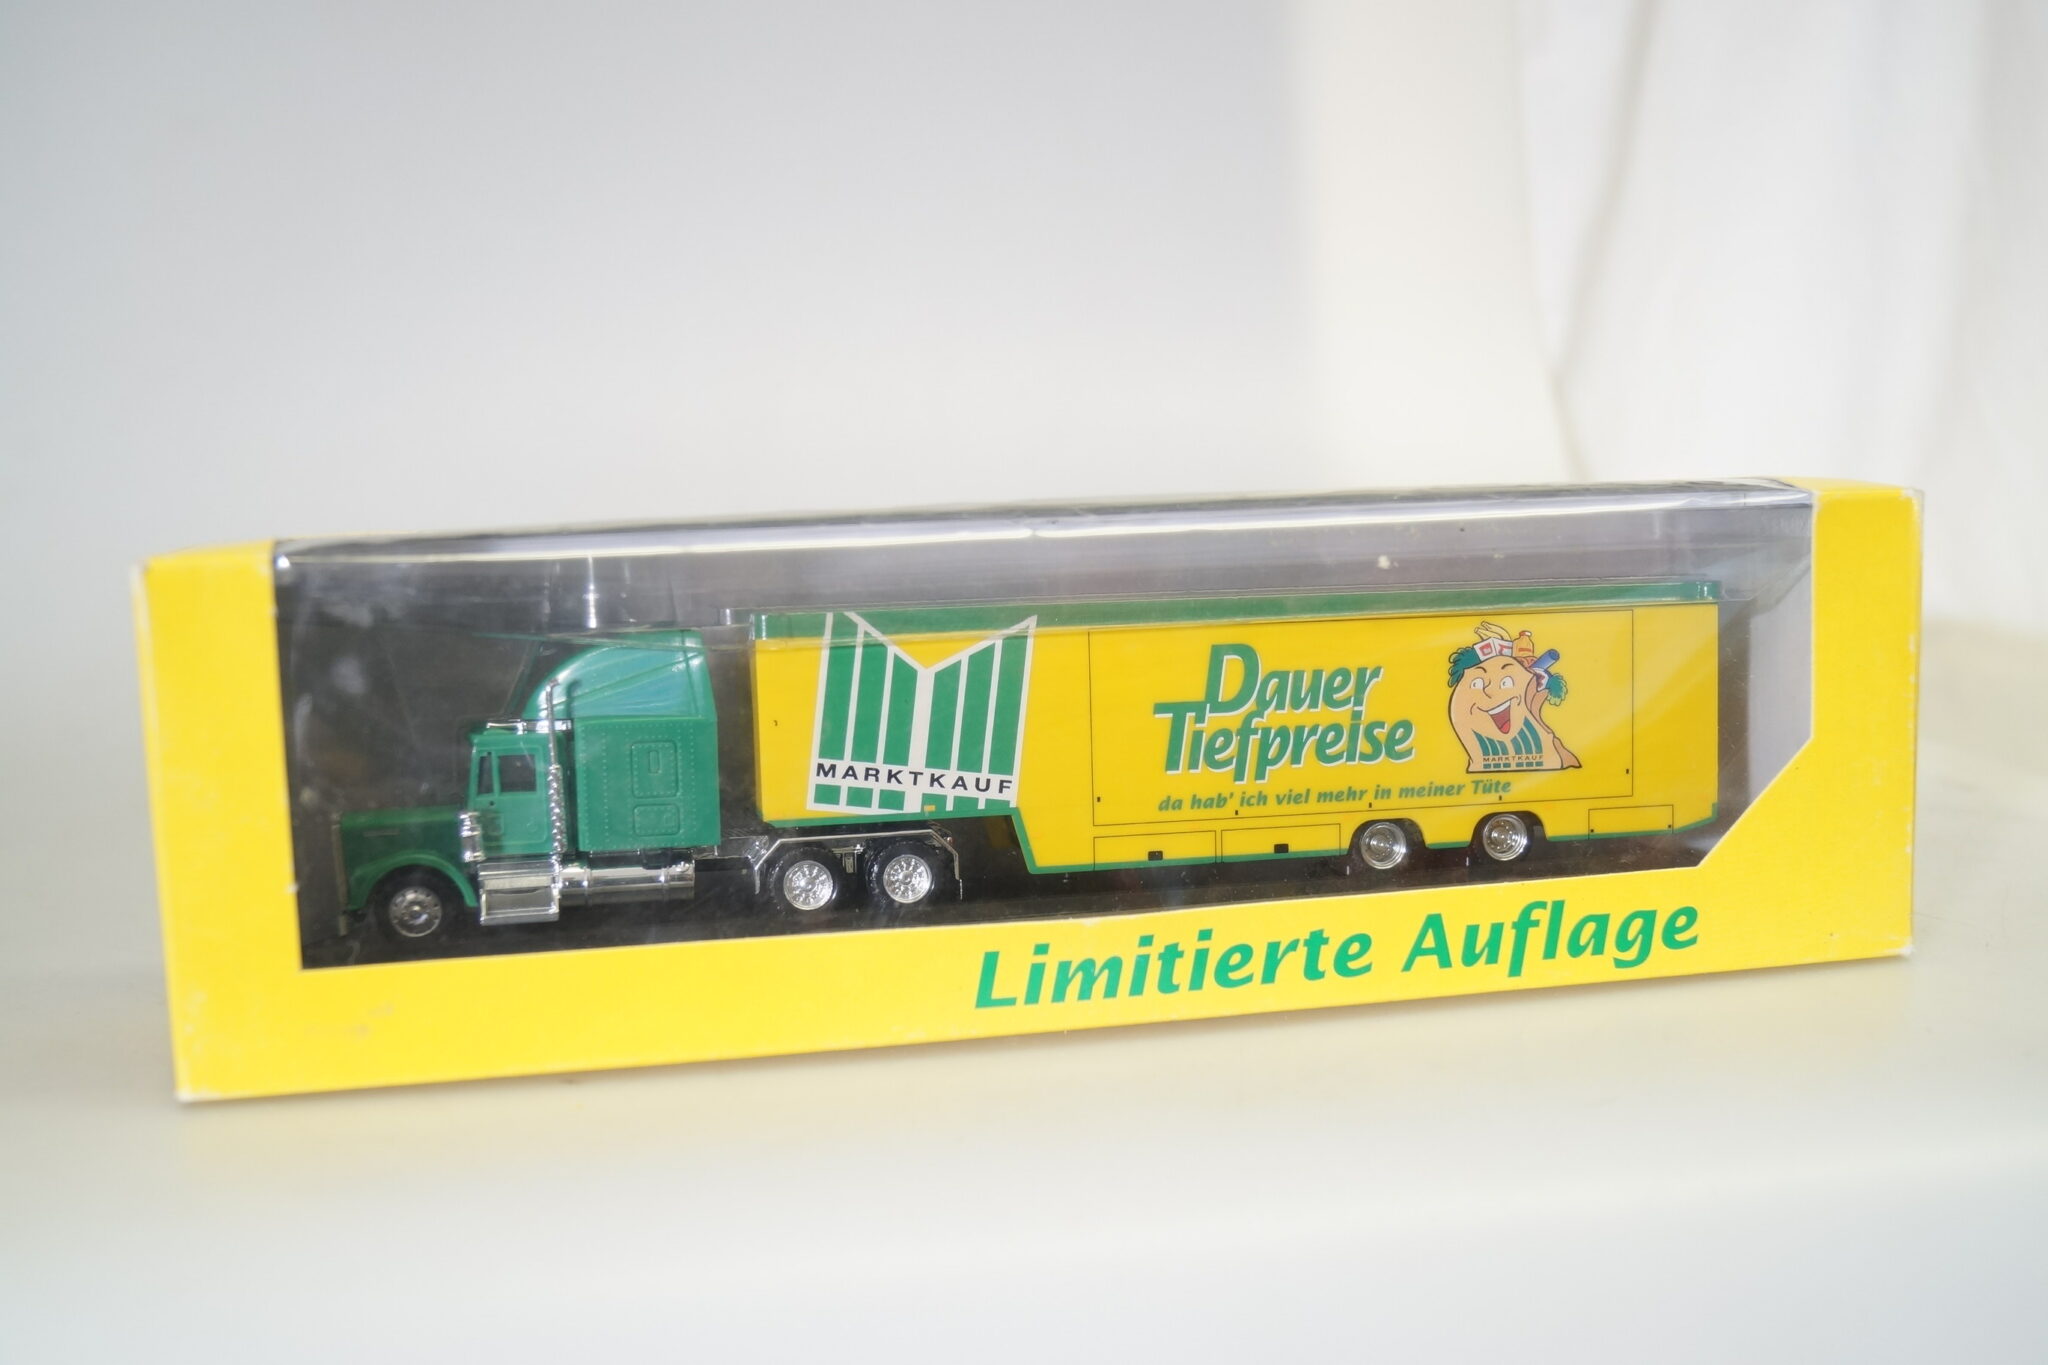 MARKTKAUF
Dauer
Tiefpreise
da hab' ich viel mehr in meiner Tüte
MARKTKAUF
Limitierte Auflage